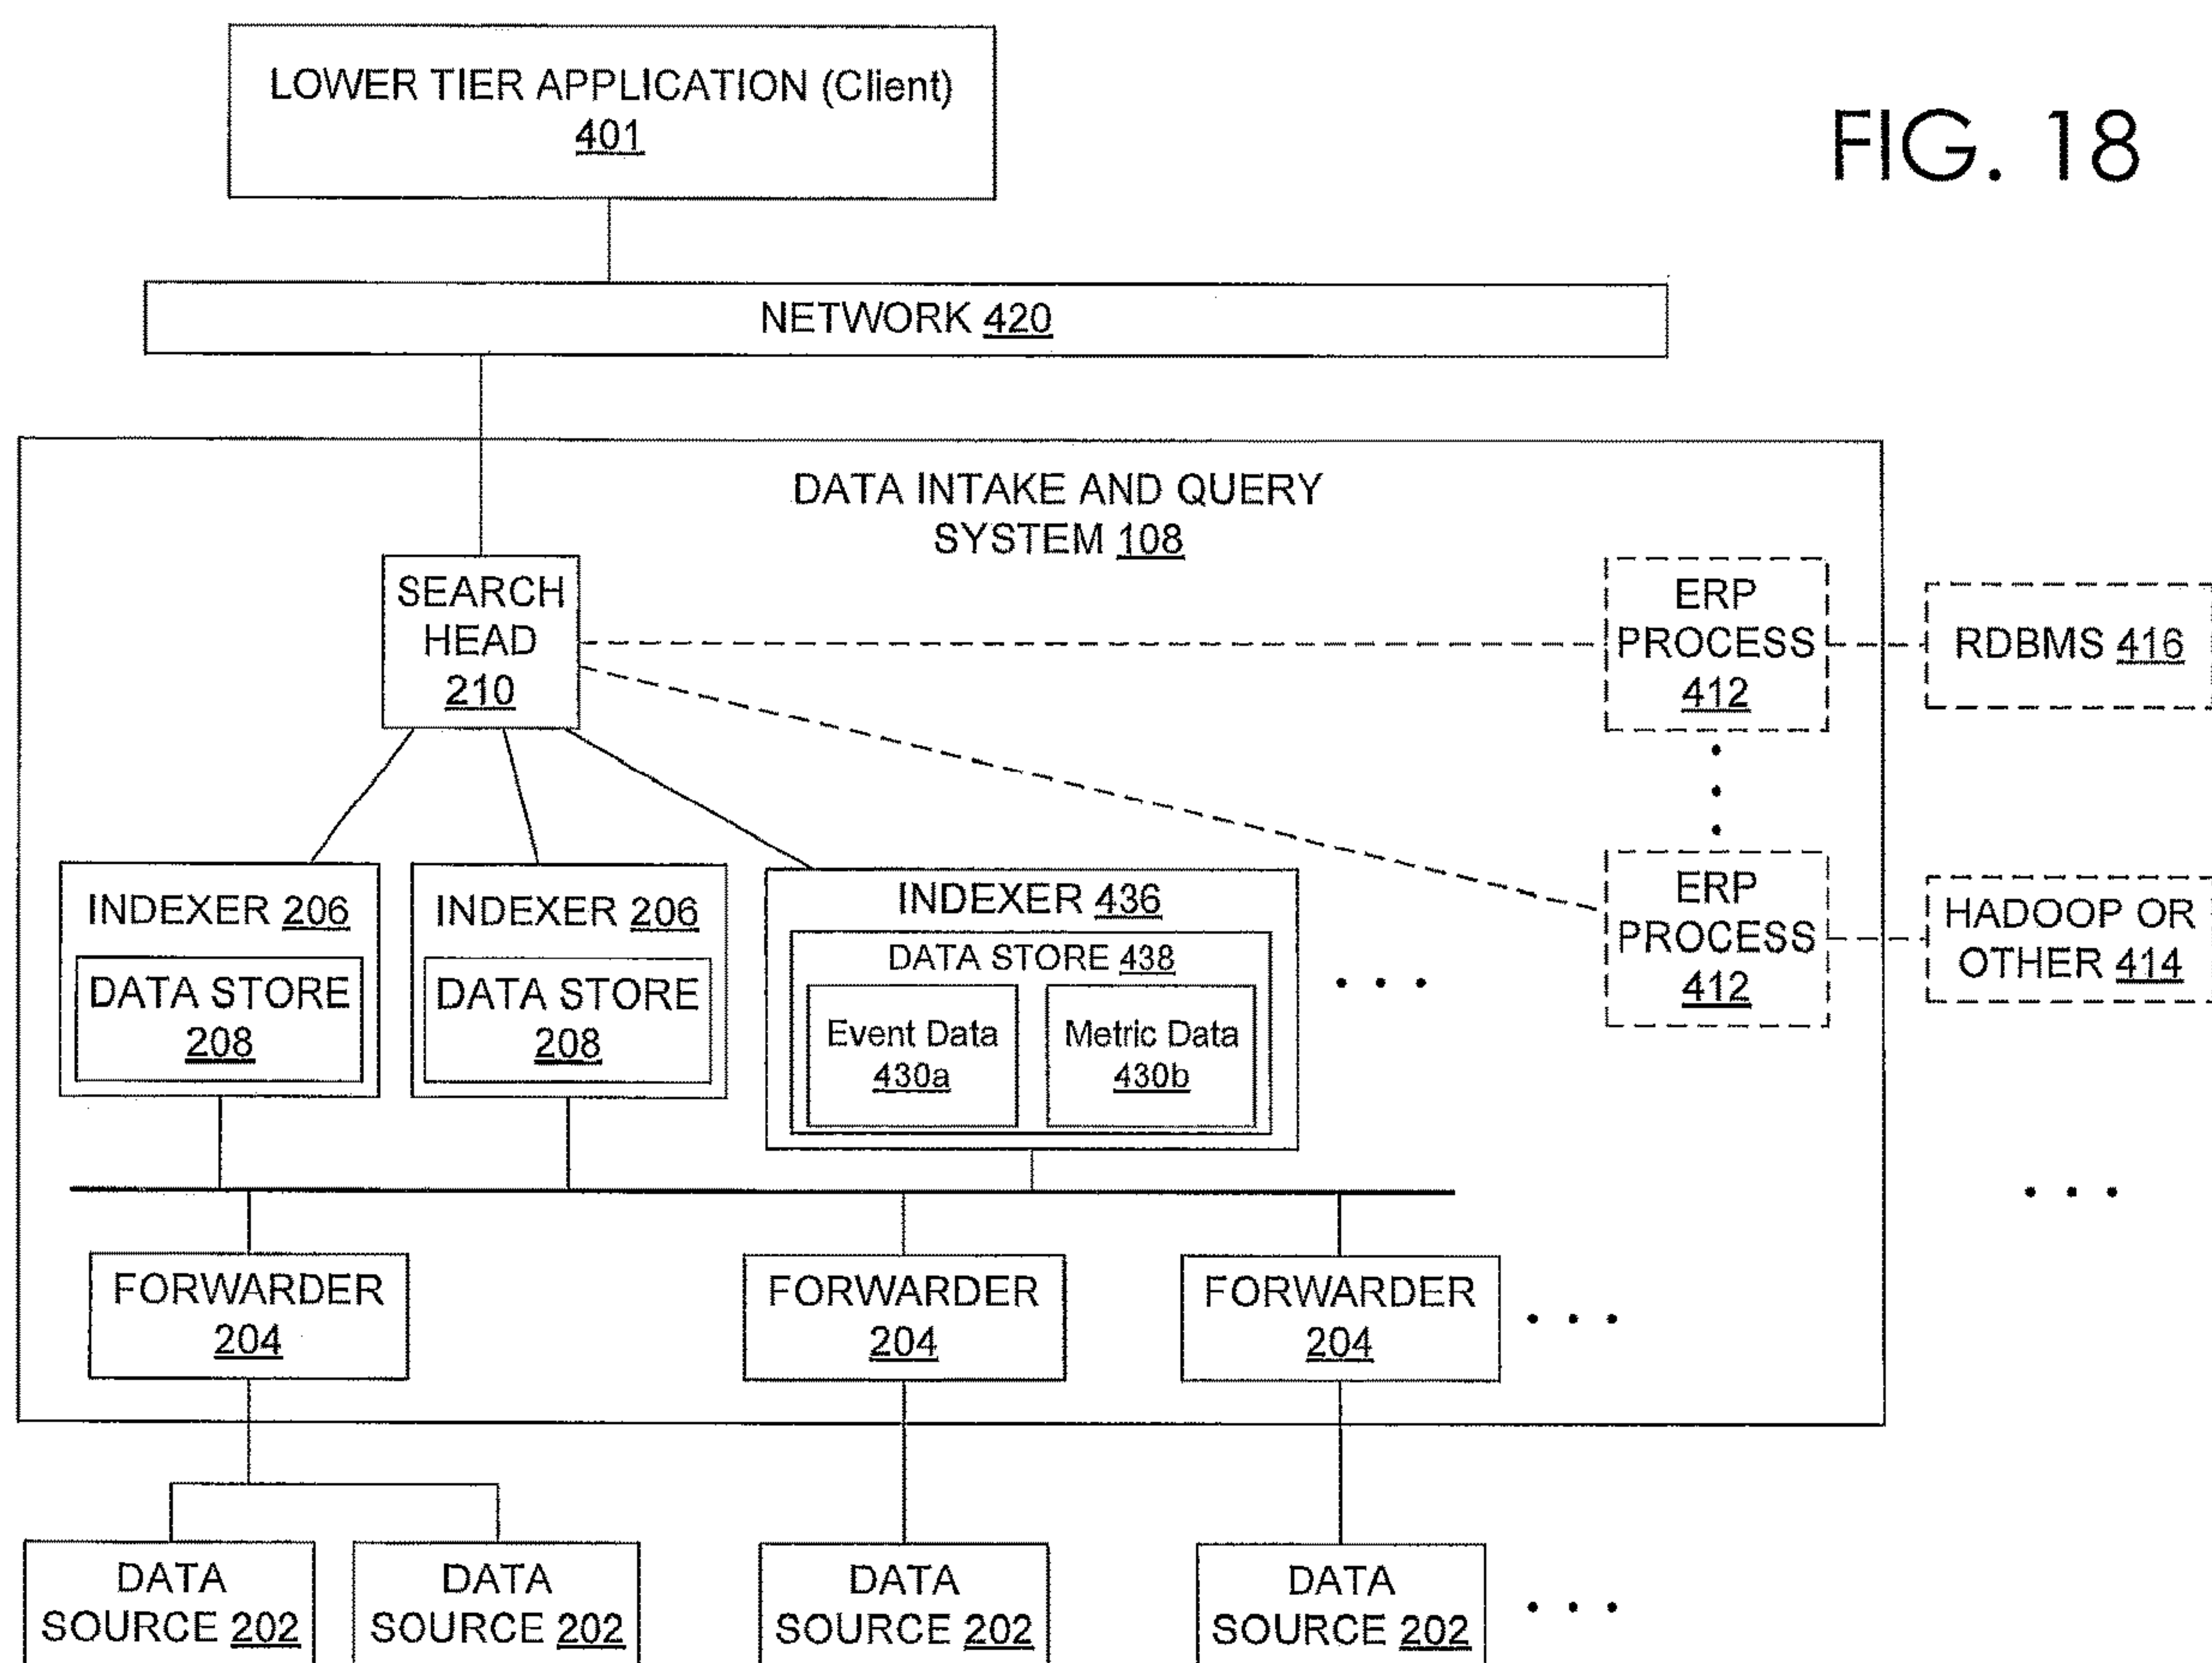 LOWER TIER APPLICATION (Client)
401
FIG. 18
NETWORK 420
DATA INTAKE AND QUERY
SYSTEM 108
SEARCH
HEAD
210
ERP
PROCESS
412
RDBMS 416
INDEXER 206
DATA STORE
208
INDEXER 206
DATA STORE
208
INDEXER 436
DATA STORE 438
Event Data
430a
Metric Data
430b
. . .
ERP
PROCESS
412
HADOOP OR
OTHER 414
. . .
FORWARDER
204
FORWARDER
204
FORWARDER
204
. . .
DATA
SOURCE 202
DATA
SOURCE 202
DATA
SOURCE 202
DATA
SOURCE 202
. . .